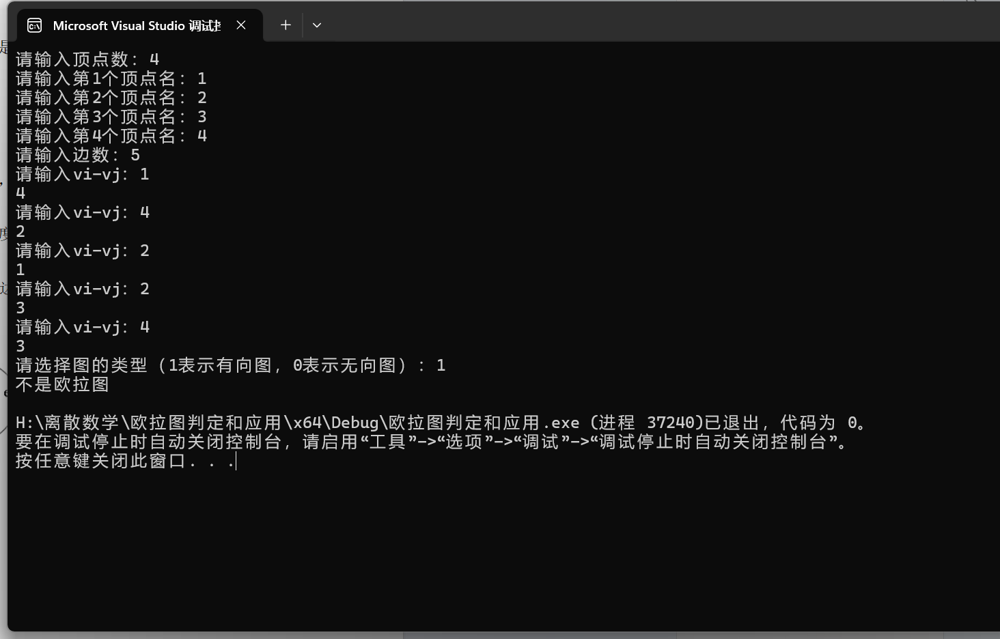 Microsoft Visual Studio 调试
请输入顶点数: 4
请输入第1个顶点名: 1
请输入第2个顶点名: 2
请输入第3个顶点名: 3
请输入第4个顶点名: 4
请输入边数: 5
请输入vi-vj: 1
4
请输入vi-vj: 4
2
请输入vi-vj: 2
1
请输入vi-vj: 2
3
请输入vi-vj: 4
3
请选择图的类型（1表示有向图, 0表示无向图）: 1
不是欧拉图
H:\离散数学\欧拉图判定和应用\x64\Debug\欧拉图判定和应用.exe (进程 37240)已退出, 代码为 0。
要在调试停止时自动关闭控制台, 请启用“工具”->“选项”->“调试”->“调试停止时自动关闭控制台”。
按任意键关闭此窗口. . .